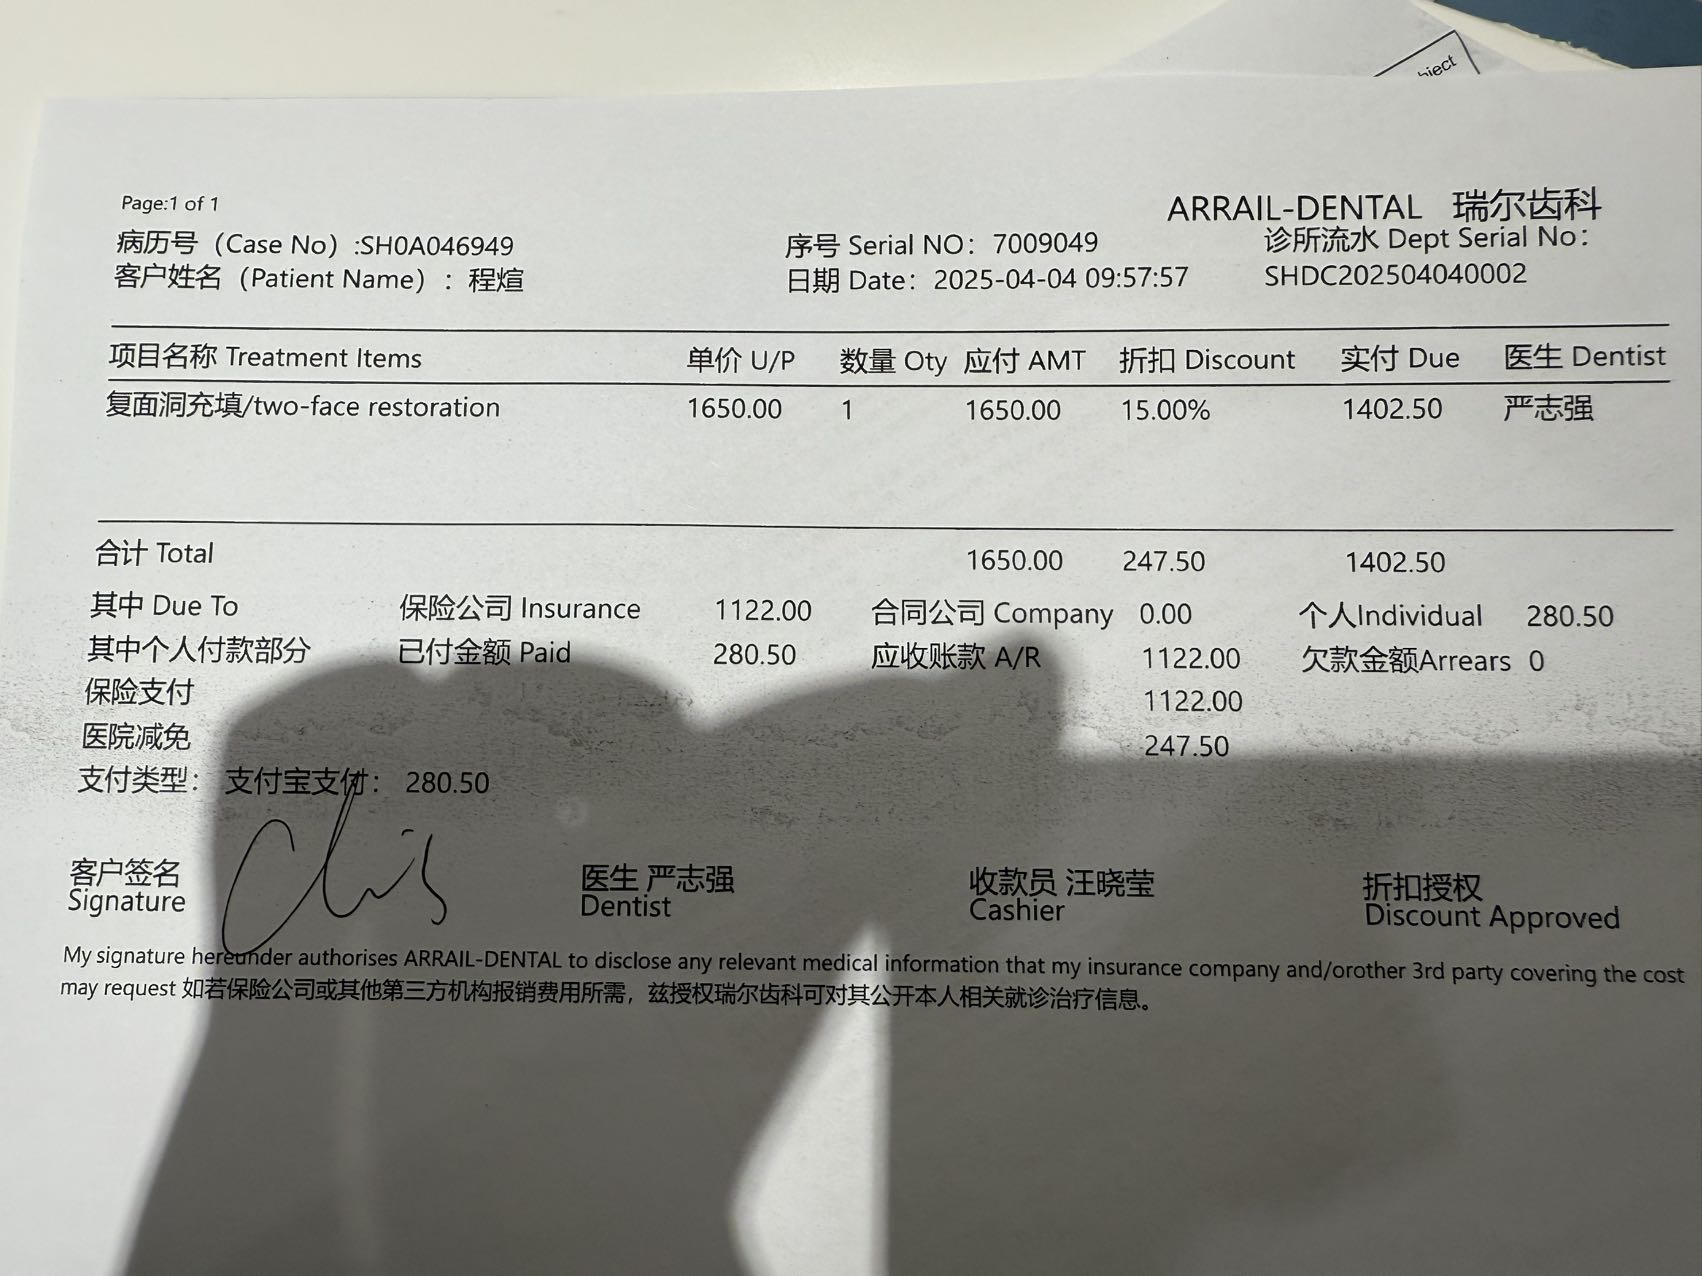 hiect
Page:1 of 1
ARRAIL-DENTAL 瑞尔齿科
病历号（Case No）:SH0A046949 序号 Serial NO： 7009049 诊所流水 Dept Serial No：
客户姓名（Patient Name）： 程煊 日期 Date： 2025-04-04 09:57:57 SHDC202504040002
项目名称 Treatment Items 单价 U/P 数量 Qty 应付 AMT 折扣 Discount 实付 Due 医生 Dentist
复面洞充填/two-face restoration 1650.00 1 1650.00 15.00% 1402.50 严志强
合计 Total 1650.00 247.50 1402.50
其中 Due To 保险公司 Insurance 1122.00 合同公司 Company 0.00 个人Individual 280.50
其中个人付款部分 已付金额 Paid 280.50 应收账款 A/R 1122.00 欠款金额Arrears 0
保险支付 1122.00
医院减免 247.50
支付类型： 支付宝支付： 280.50
客户签名 Chis 医生 严志强 收款员 汪晓莹 折扣授权
Signature Dentist Cashier Discount Approved
My signature hereunder authorises ARRAIL-DENTAL to disclose any relevant medical information that my insurance company and/orother 3rd party covering the cost
may request 如若保险公司或其他第三方机构报销费用所需，兹授权瑞尔齿科可对其公开本人相关就诊治疗信息。